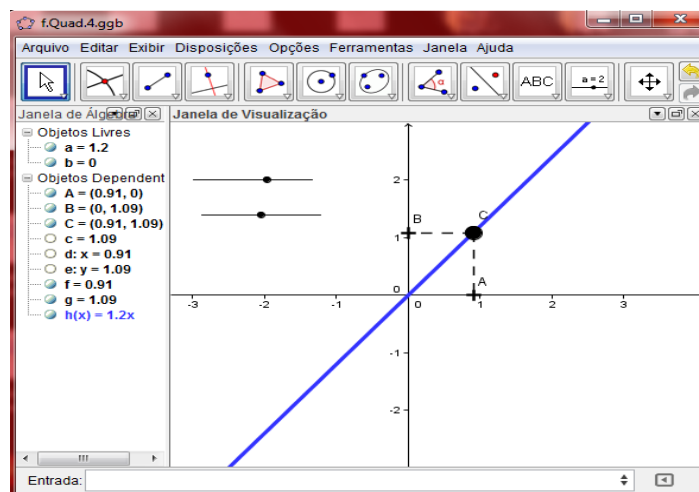 f.Quad.4.ggb
Arquivo Editar Exibir Disposições Opções Ferramentas Janela Ajuda
ABC
a = 2
Janela de Álgebra
Janela de Visualização
Objetos Livres
a = 1.2
b = 0
Objetos Dependent
A = (0.91, 0)
B = (0, 1.09)
C = (0.91, 1.09)
c = 1.09
d: x = 0.91
e: y = 1.09
f = 0.91
g = 1.09
h(x) = 1.2x
2
1
0
-1
-2
-3 -2 -1 0 1 2 3
B
C
A
α
Entrada: